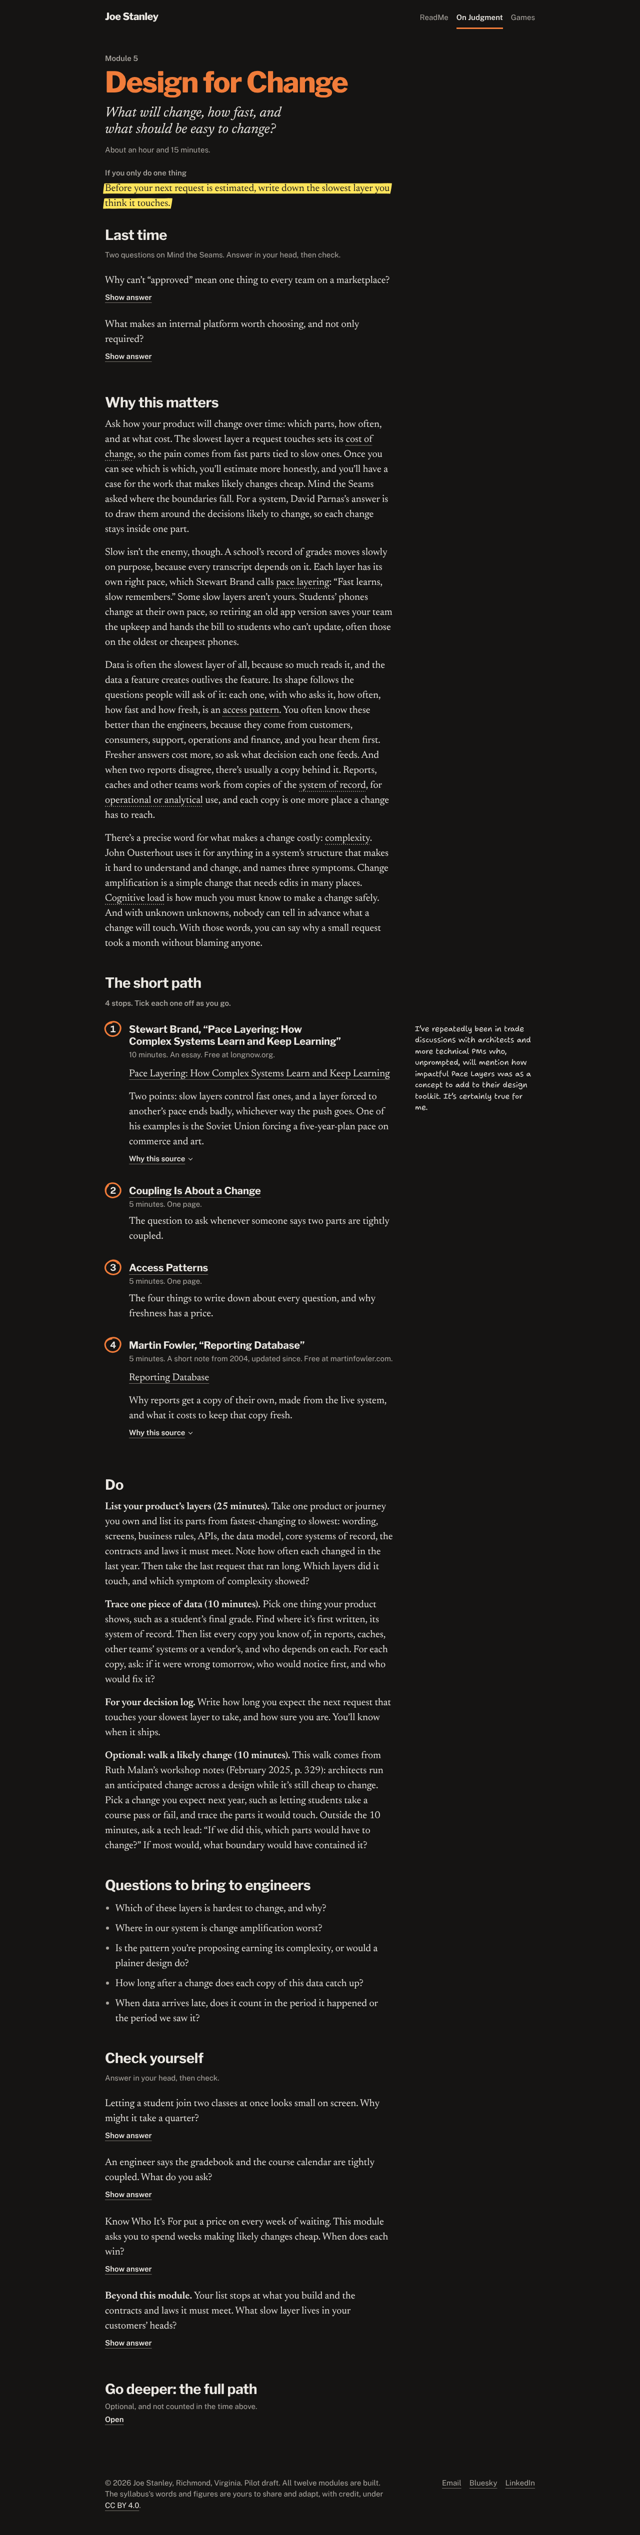 Joe Stanley
ReadMe On Judgment Games
Module 5
Design for Change
What will change, how fast, and
what should be easy to change?
About an hour and 15 minutes.
If you only do one thing
Before your next request is estimated, write down the slowest layer you
think it touches.
Last time
Two questions on Mind the Seams. Answer in your head, then check.
Why can’t “approved” mean one thing to every team on a marketplace?
Show answer
What makes an internal platform worth choosing, and not only
required?
Show answer
Why this matters
Ask how your product will change over time: which parts, how often,
and at what cost. The slowest layer a request touches sets its cost of
change, so the pain comes from fast parts tied to slow ones. Once you
can see which is which, you’ll estimate more honestly, and you’ll have a
case for the work that makes likely changes cheap. Mind the Seams
asked where the boundaries fall. For a system, David Parnas’s answer is
to draw them around the decisions likely to change, so each change
stays inside one part.
Slow isn’t the enemy, though. A school’s record of grades moves slowly
on purpose, because every transcript depends on it. Each layer has its
own right pace, which Stewart Brand calls pace layering: “Fast learns,
slow remembers.” Some slow layers aren’t yours. Students’ phones
change at their own pace, so retiring an old app version saves your team
the upkeep and hands the bill to students who can’t update, often those
on the oldest or cheapest phones.
Data is often the slowest layer of all, because so much reads it, and the
data a feature creates outlives the feature. Its shape follows the
questions people will ask of it: each one, with who asks it, how often,
how fast and how fresh, is an access pattern. You often know these
better than the engineers, because they come from customers,
consumers, support, operations and finance, and you hear them first.
Fresher answers cost more, so ask what decision each one feeds. And
when two reports disagree, there’s usually a copy behind it. Reports,
caches and other teams work from copies of the system of record, for
operational or analytical use, and each copy is one more place a change
has to reach.
There’s a precise word for what makes a change costly: complexity.
John Ousterhout uses it for anything in a system’s structure that makes
it hard to understand and change, and names three symptoms. Change
amplification is a simple change that needs edits in many places.
Cognitive load is how much you must know to make a change safely.
And with unknown unknowns, nobody can tell in advance what a
change will touch. With those words, you can say why a small request
took a month without blaming anyone.
The short path
4 stops. Tick each one off as you go.
1
Stewart Brand, “Pace Layering: How
Complex Systems Learn and Keep Learning”
10 minutes. An essay. Free at longnow.org.
Pace Layering: How Complex Systems Learn and Keep Learning
Two points: slow layers control fast ones, and a layer forced to
another’s pace ends badly, whichever way the push goes. One of
his examples is the Soviet Union forcing a five-year-plan pace on
commerce and art.
Why this source
I’ve repeatedly been in trade
discussions with architects and
more technical PMs who,
unprompted, will mention how
impactful Pace Layers was as a
concept to add to their design
toolkit. It’s certainly true for
me.
2
Coupling Is About a Change
5 minutes. One page.
The question to ask whenever someone says two parts are tightly
coupled.
3
Access Patterns
5 minutes. One page.
The four things to write down about every question, and why
freshness has a price.
4
Martin Fowler, “Reporting Database”
5 minutes. A short note from 2004, updated since. Free at martinfowler.com.
Reporting Database
Why reports get a copy of their own, made from the live system,
and what it costs to keep that copy fresh.
Why this source
Do
List your product’s layers (25 minutes). Take one product or journey
you own and list its parts from fastest-changing to slowest: wording,
screens, business rules, APIs, the data model, core systems of record, the
contracts and laws it must meet. Note how often each changed in the
last year. Then take the last request that ran long. Which layers did it
touch, and which symptom of complexity showed?
Trace one piece of data (10 minutes). Pick one thing your product
shows, such as a student’s final grade. Find where it’s first written, its
system of record. Then list every copy you know of, in reports, caches,
other teams’ systems or a vendor’s, and who depends on each. For each
copy, ask: if it were wrong tomorrow, who would notice first, and who
would fix it?
For your decision log. Write how long you expect the next request that
touches your slowest layer to take, and how sure you are. You’ll know
when it ships.
Optional: walk a likely change (10 minutes). This walk comes from
Ruth Malan’s workshop notes (February 2025, p. 329): architects run
an anticipated change across a design while it’s still cheap to change.
Pick a change you expect next year, such as letting students take a
course pass or fail, and trace the parts it would touch. Outside the 10
minutes, ask a tech lead: “If we did this, which parts would have to
change?” If most would, what boundary would have contained it?
Questions to bring to engineers
Which of these layers is hardest to change, and why?
Where in our system is change amplification worst?
Is the pattern you’re proposing earning its complexity, or would a
plainer design do?
How long after a change does each copy of this data catch up?
When data arrives late, does it count in the period it happened or
the period we saw it?
Check yourself
Answer in your head, then check.
Letting a student join two classes at once looks small on screen. Why
might it take a quarter?
Show answer
An engineer says the gradebook and the course calendar are tightly
coupled. What do you ask?
Show answer
Know Who It’s For put a price on every week of waiting. This module
asks you to spend weeks making likely changes cheap. When does each
win?
Show answer
Beyond this module. Your list stops at what you build and the
contracts and laws it must meet. What slow layer lives in your
customers’ heads?
Show answer
Go deeper: the full path
Optional, and not counted in the time above.
Open
© 2026 Joe Stanley, Richmond, Virginia. Pilot draft. All twelve modules are built.
The syllabus’s words and figures are yours to share and adapt, with credit, under
CC BY 4.0.
Email Bluesky LinkedIn